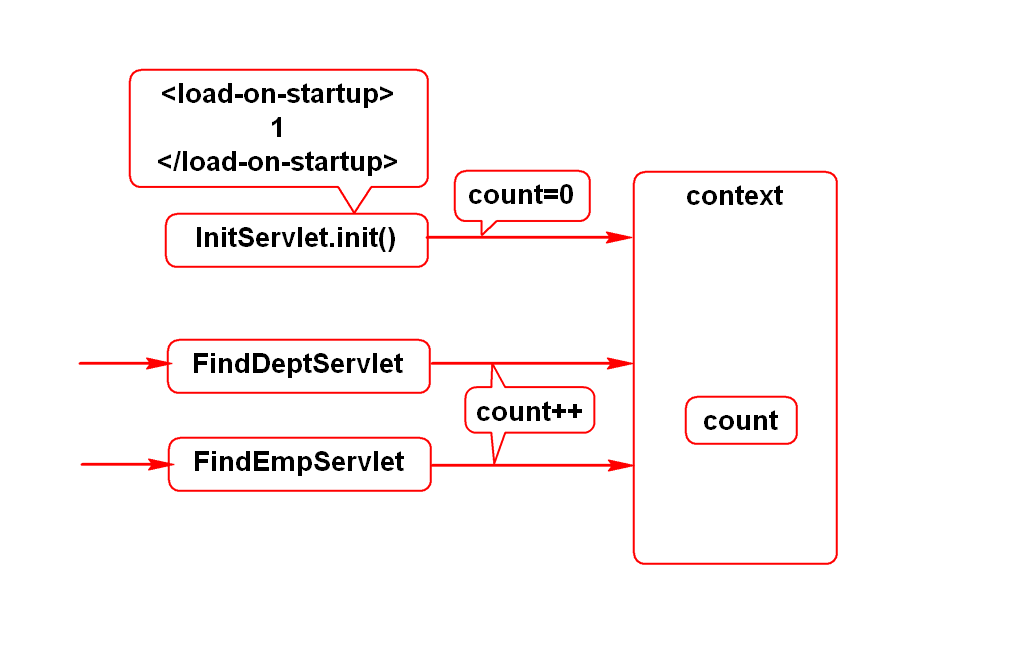 <load-on-startup>
1
</load-on-startup>
count=0
context
InitServlet.init()
FindDeptServlet
count++
count
FindEmpServlet